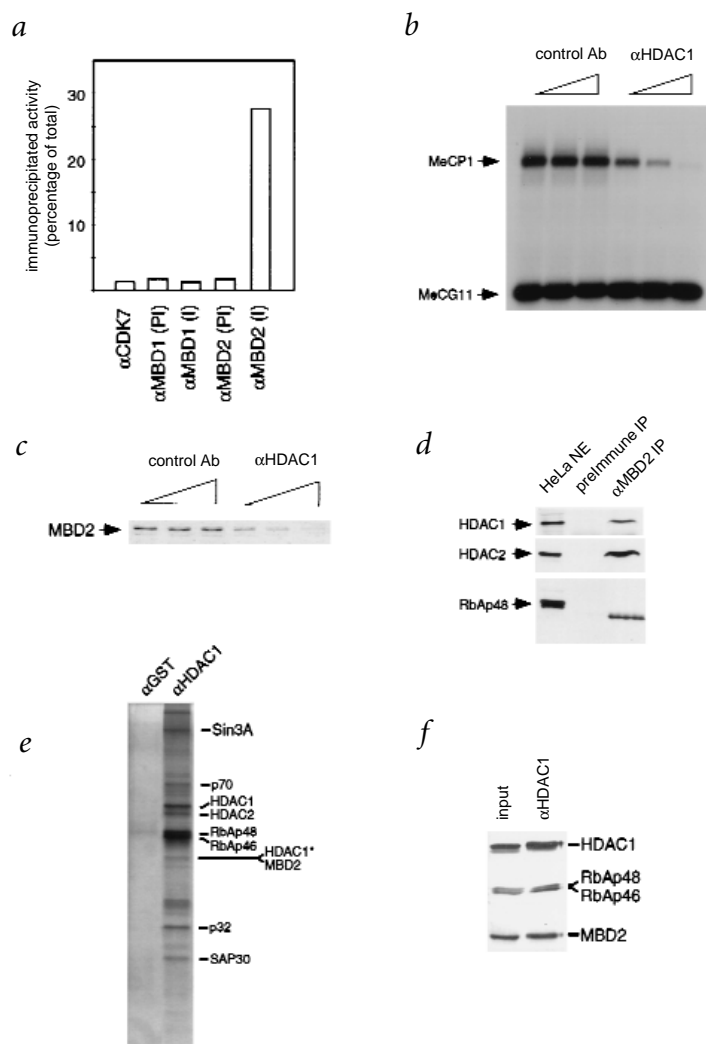 a
immunoprecipitated activity
(percentage of total)
30
20
10
αCDK7
αMBD1 (PI)
αMBD1 (I)
αMBD2 (PI)
αMBD2 (I)
b
control Ab
αHDAC1
MeCP1
MeCG11
c
control Ab
αHDAC1
MBD2
d
HeLa NE
preImmune IP
αMBD2 IP
HDAC1
HDAC2
RbAp48
e
αGST
αHDAC1
Sin3A
p70
HDAC1
HDAC2
RbAp48
RbAp46
HDAC1*
MBD2
p32
SAP30
f
input
αHDAC1
HDAC1
RbAp48
RbAp46
MBD2